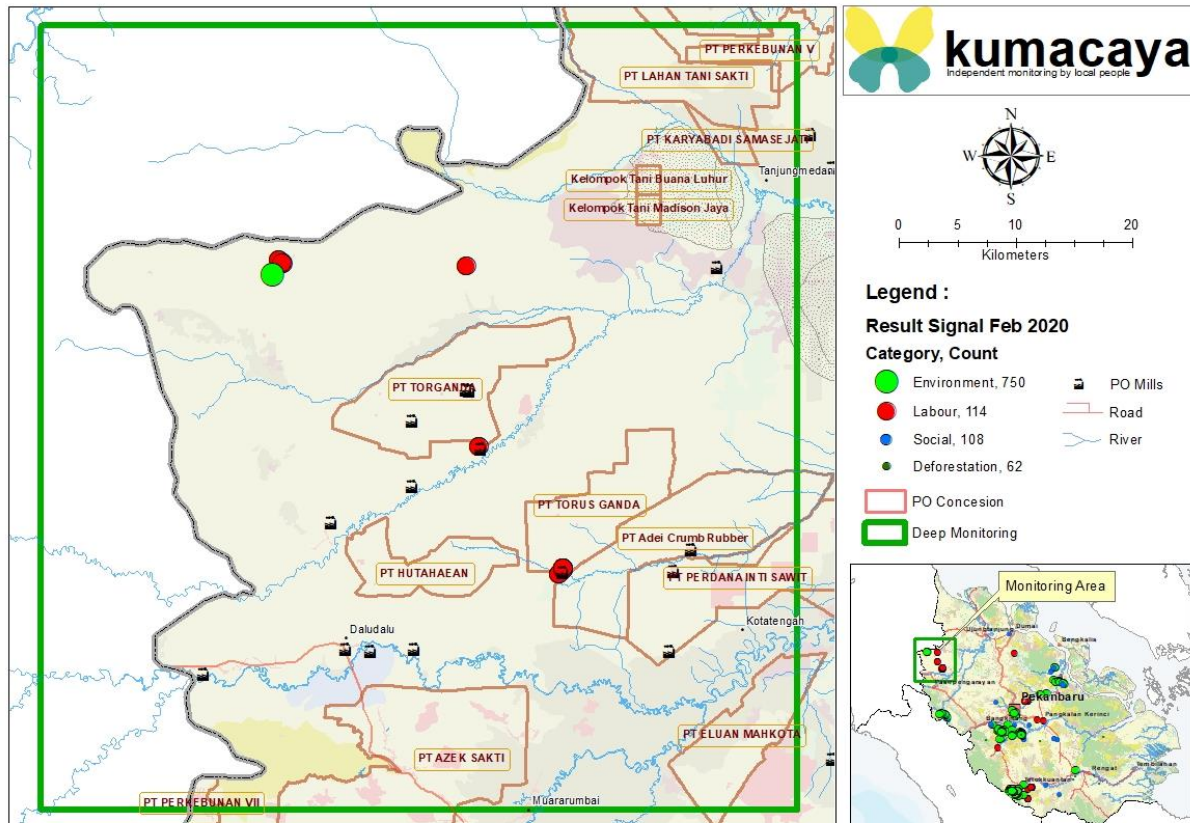 PT PERKEBUNAN V
PT LAHAN TANI SAKTI
PT KARYABADI SAMASEJATI
Tanjungmedan
Kelompok Tani Buana Luhur
Kelompok Tani Madison Jaya
PT TORGANDA
PT TORUS GANDA
PT Adei Crumb Rubber
PT HUTAHAEAN
PT PERDANA INTI SAWIT
Kotatengah
Daludalu
PT ELUAN MAHKOTA
PT AZEK SAKTI
PT PERKEBUNAN VII
Muararumbai
kumacaya
Independent monitoring by local people
N
W E
S
0 5 10 20
Kilometers
Legend :
Result Signal Feb 2020
Category, Count
Environment, 750
Labour, 114
Social, 108
Deforestation, 62
PO Mills
Road
River
PO Concesion
Deep Monitoring
Monitoring Area
Dumai
Bengkalis
Pekanbaru
Pangkalan Kerinci
Rengat
Tembilahan